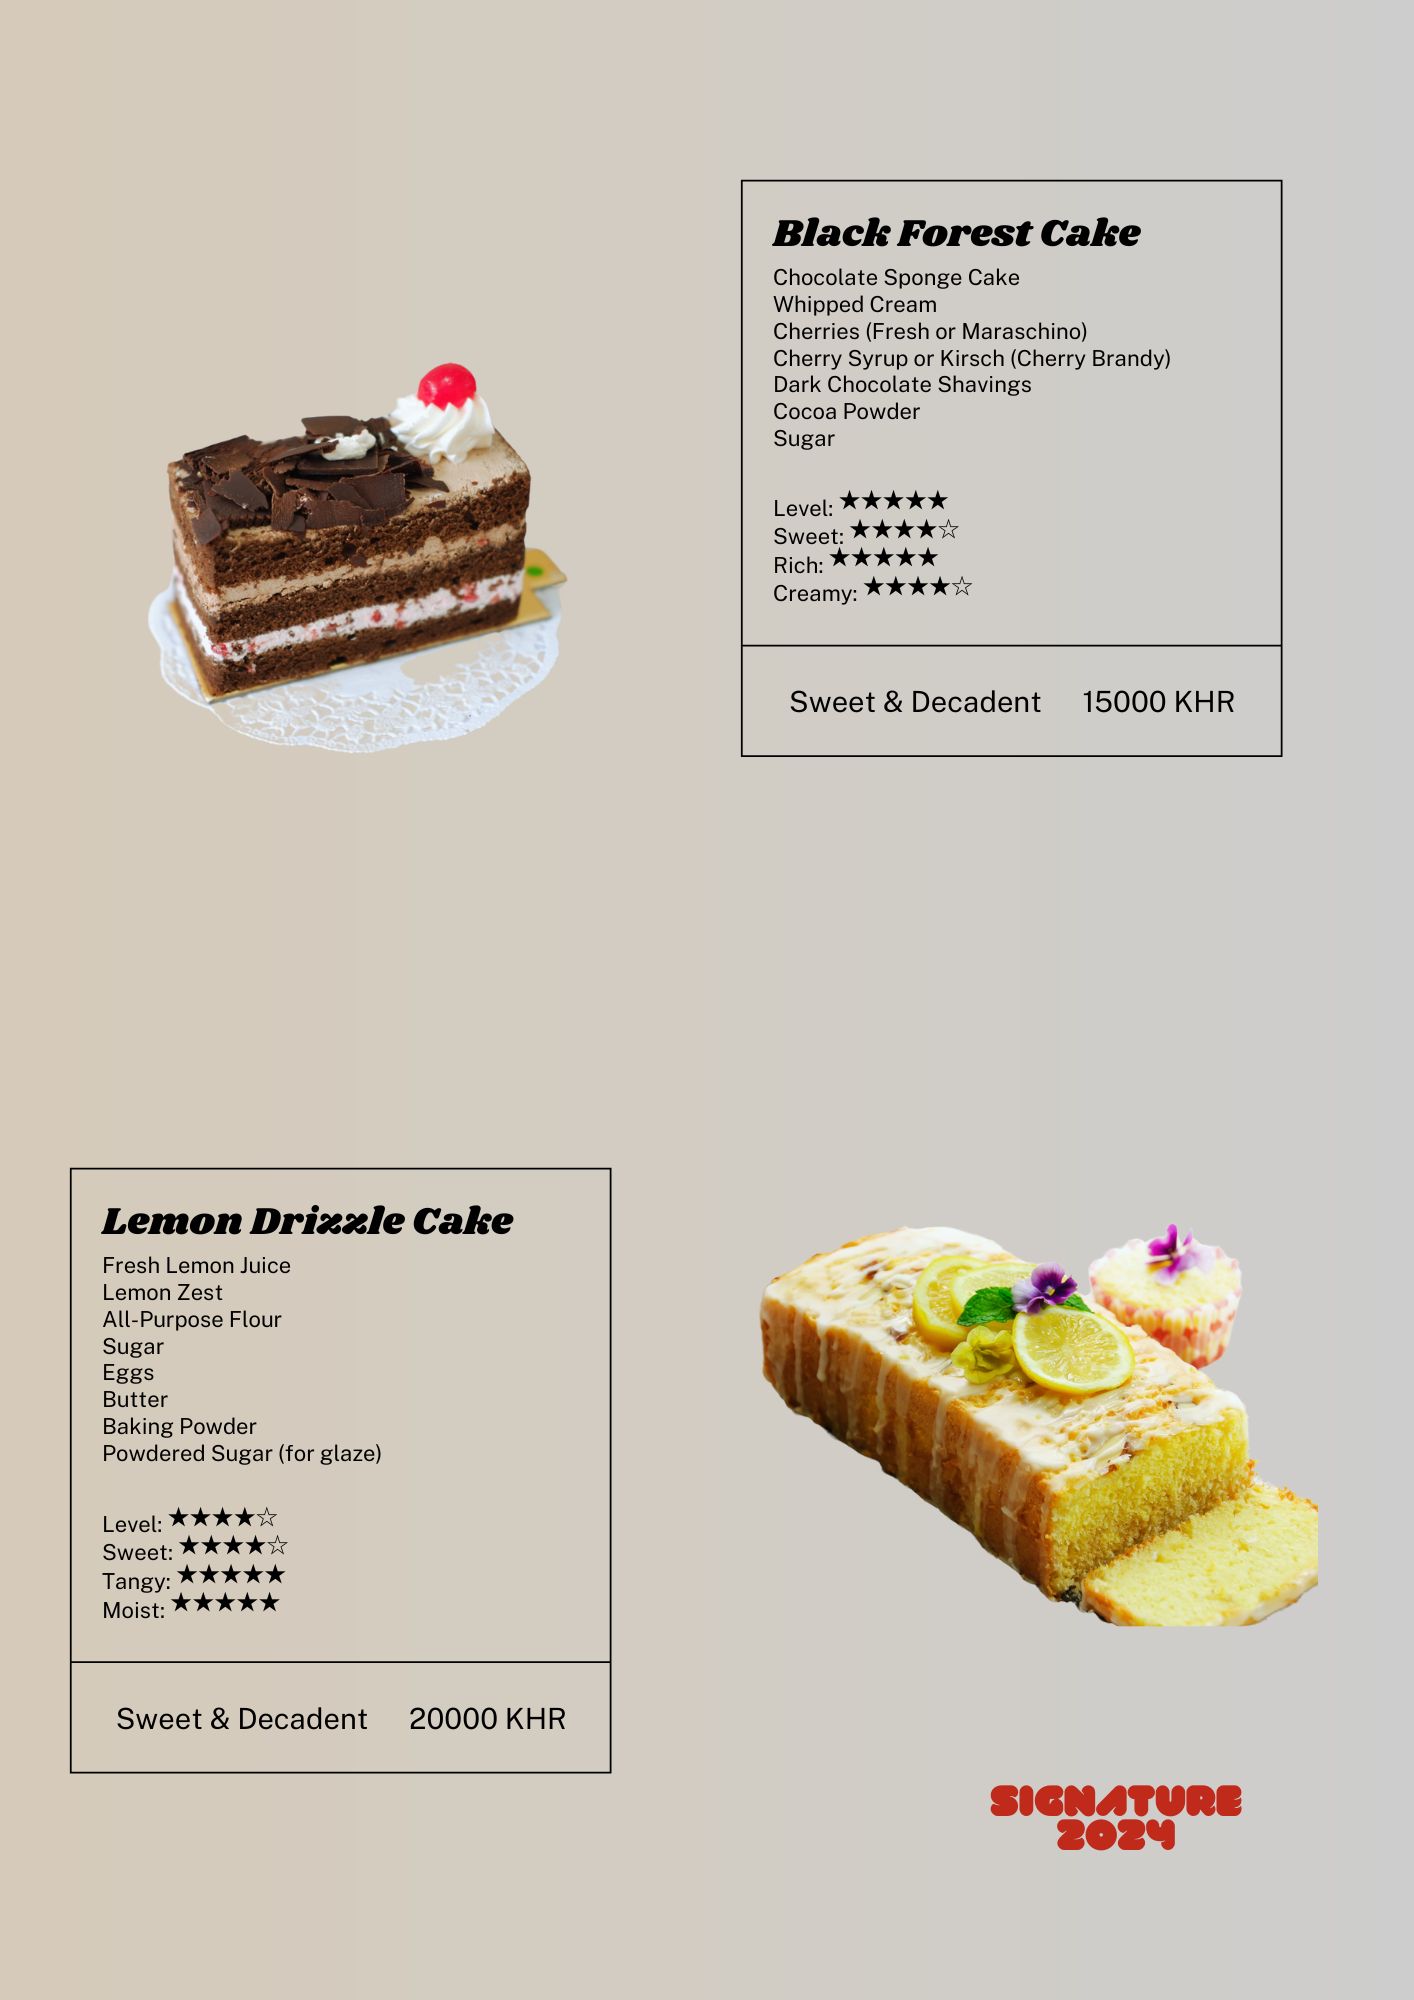 Black Forest Cake
Chocolate Sponge Cake
Whipped Cream
Cherries (Fresh or Maraschino)
Cherry Syrup or Kirsch (Cherry Brandy)
Dark Chocolate Shavings
Cocoa Powder
Sugar
Level: ★★★★★
Sweet: ★★★★☆
Rich: ★★★★★
Creamy: ★★★★☆
Sweet & Decadent 15000 KHR
Lemon Drizzle Cake
Fresh Lemon Juice
Lemon Zest
All-Purpose Flour
Sugar
Eggs
Butter
Baking Powder
Powdered Sugar (for glaze)
Level: ★★★★☆
Sweet: ★★★★☆
Tangy: ★★★★★
Moist: ★★★★★
Sweet & Decadent 20000 KHR
SIGNATURE
2024